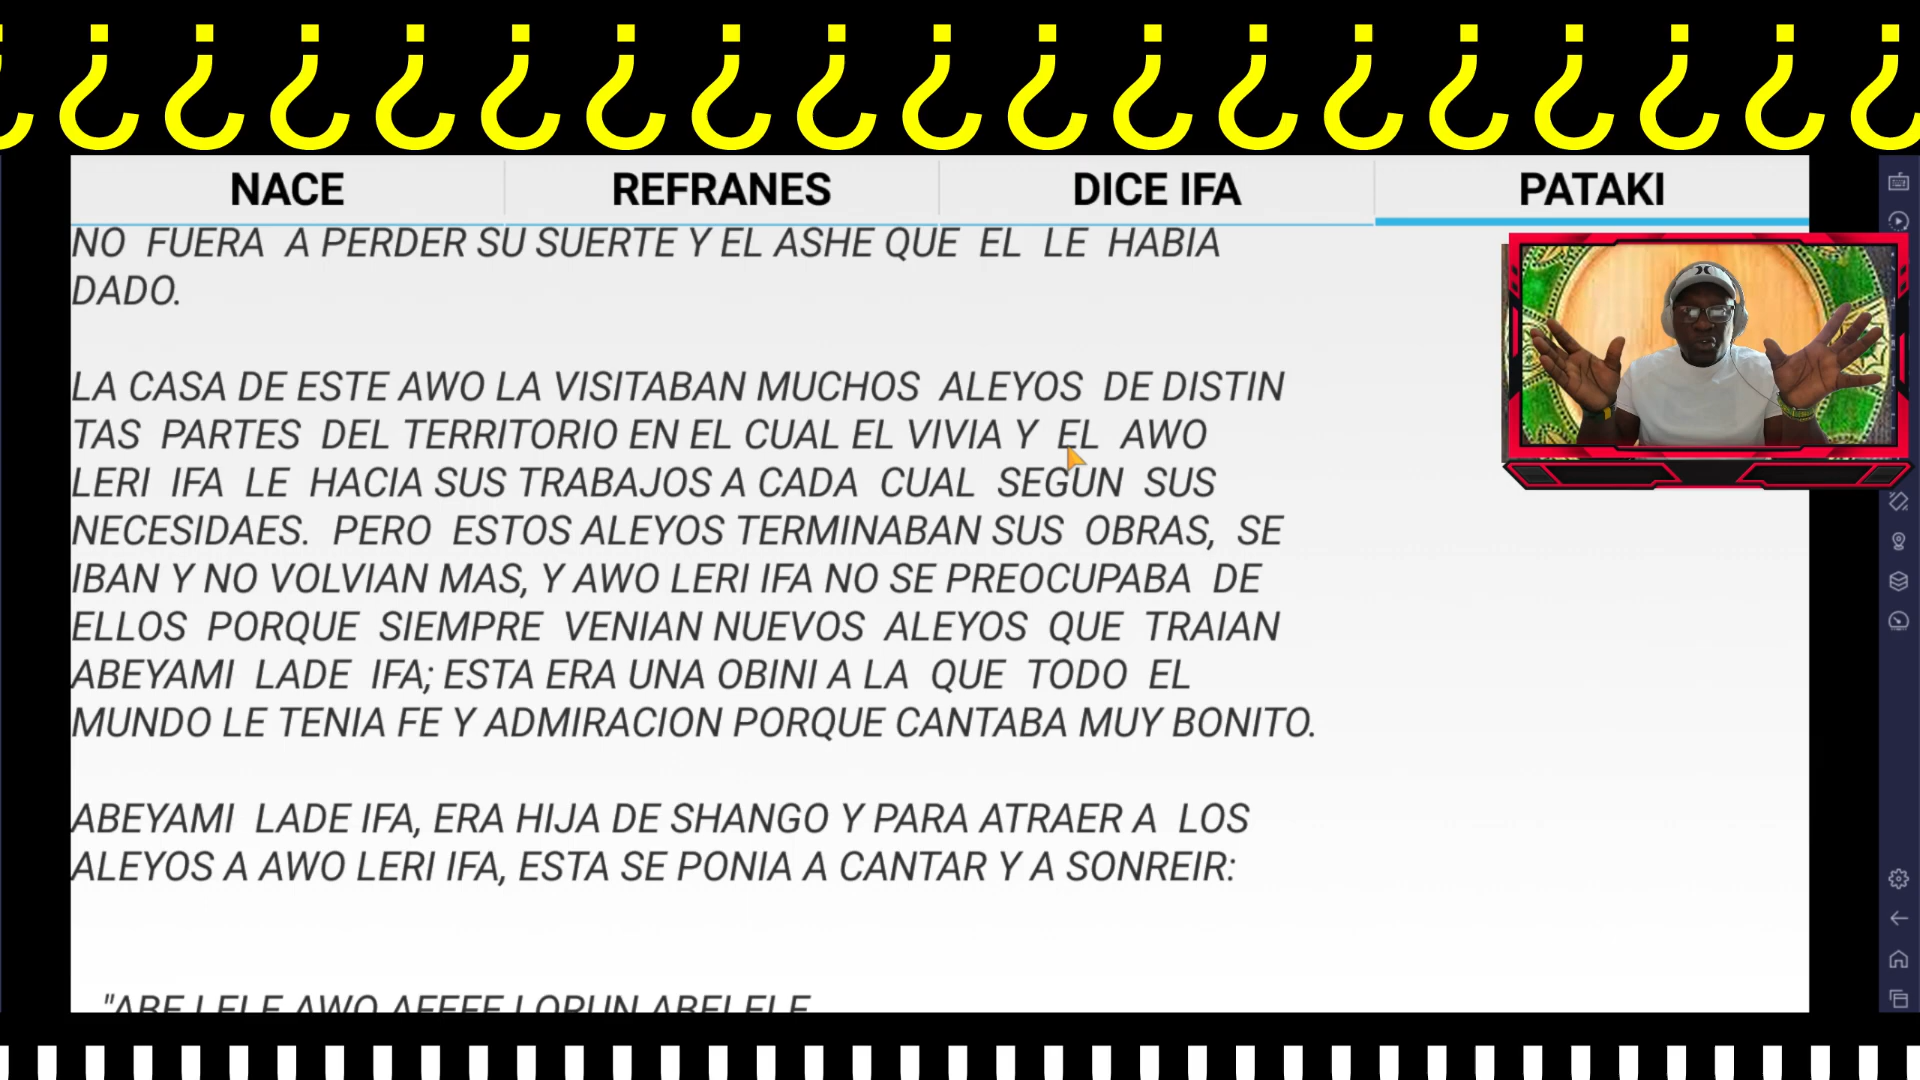 ¿ ¿ ¿ ¿ ¿ ¿ ¿ ¿ ¿ ¿ ¿ ¿ ¿ ¿ ¿ ¿ ¿ ¿ ¿
NACE REFRANES DICE IFA PATAKI
NO FUERA A PERDER SU SUERTE Y EL ASHE QUE EL LE HABIA
DADO.
LA CASA DE ESTE AWO LA VISITABAN MUCHOS ALEYOS DE DISTIN
TAS PARTES DEL TERRITORIO EN EL CUAL EL VIVIA Y EL AWO
LERI IFA LE HACIA SUS TRABAJOS A CADA CUAL SEGUN SUS
NECESIDAES. PERO ESTOS ALEYOS TERMINABAN SUS OBRAS, SE
IBAN Y NO VOLVIAN MAS, Y AWO LERI IFA NO SE PREOCUPABA DE
ELLOS PORQUE SIEMPRE VENIAN NUEVOS ALEYOS QUE TRAIAN
ABEYAMI LADE IFA; ESTA ERA UNA OBINI A LA QUE TODO EL
MUNDO LE TENIA FE Y ADMIRACION PORQUE CANTABA MUY BONITO.
ABEYAMI LADE IFA, ERA HIJA DE SHANGO Y PARA ATRAER A LOS
ALEYOS A AWO LERI IFA, ESTA SE PONIA A CANTAR Y A SONREIR:
"ABE LELE AWO AFEFE LORUN ABELELE